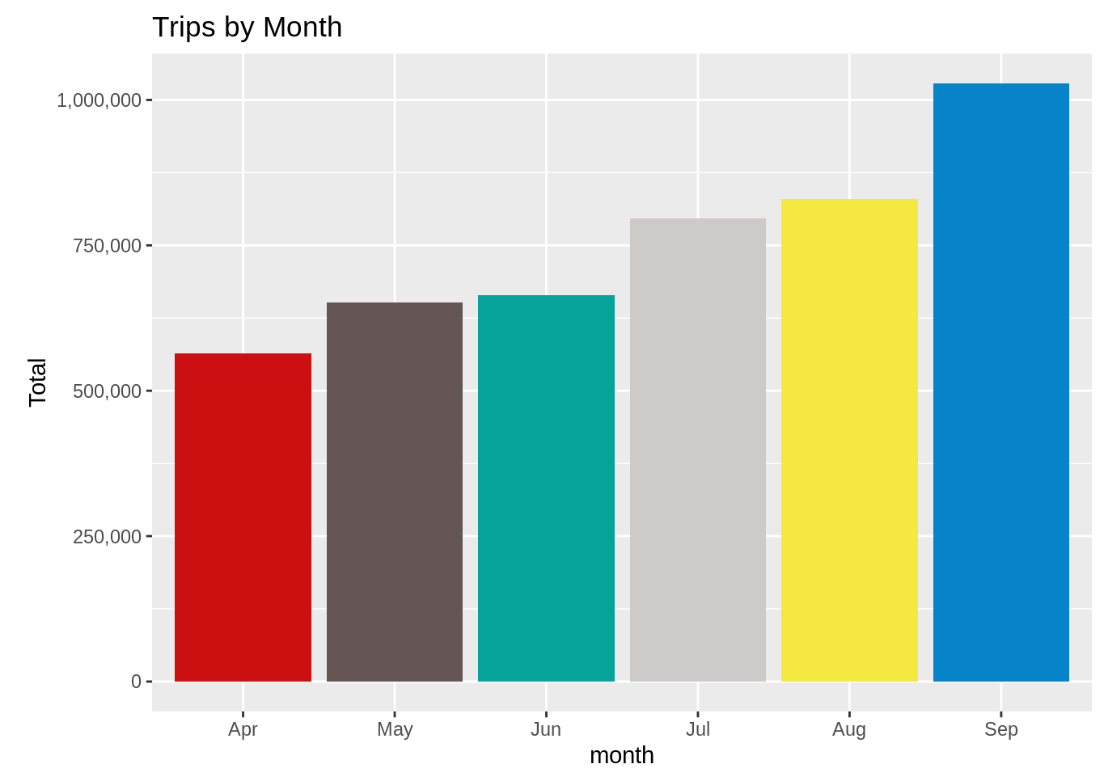 Trips by Month
1,000,000
750,000
500,000
250,000
0
Total
Apr May Jun Jul Aug Sep
month